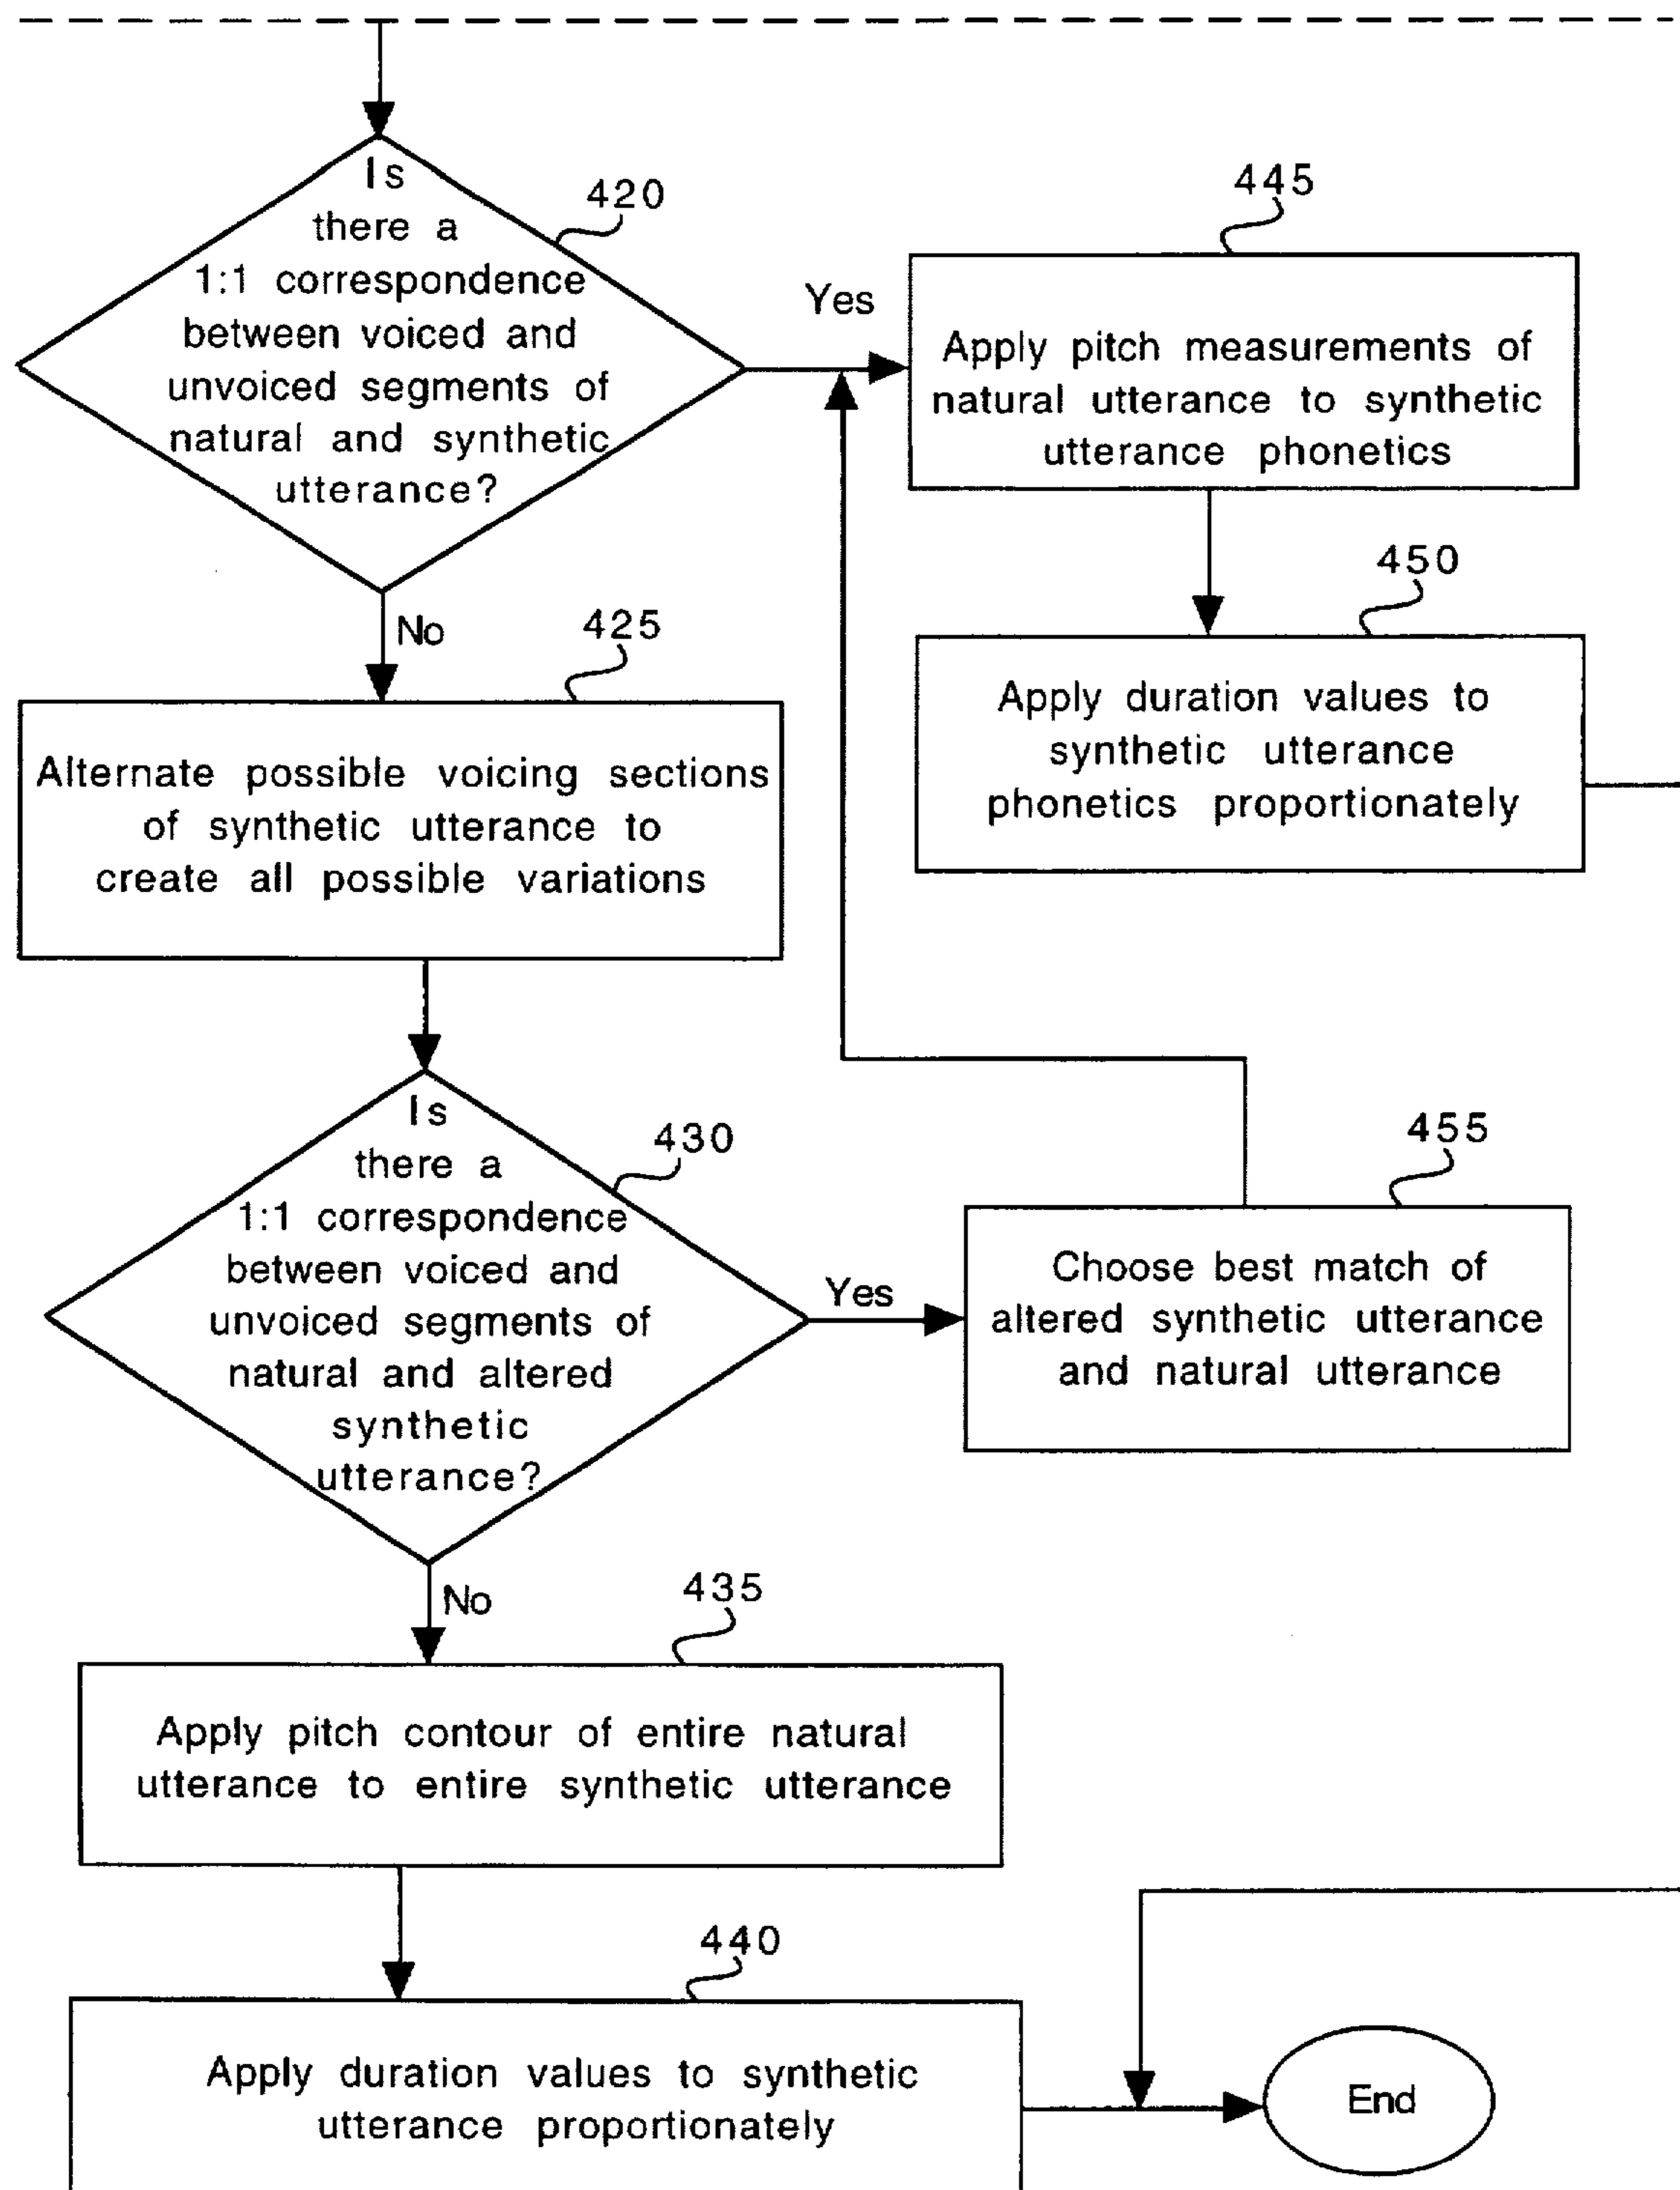 Is
there a
1:1 correspondence
between voiced and
unvoiced segments of
natural and synthetic
utterance?
420
Yes
445
Apply pitch measurements of
natural utterance to synthetic
utterance phonetics
450
Apply duration values to
synthetic utterance
phonetics proportionately
No
425
Alternate possible voicing sections
of synthetic utterance to
create all possible variations
Is
there a
1:1 correspondence
between voiced and
unvoiced segments of
natural and altered
synthetic
utterance?
430
Yes
455
Choose best match of
altered synthetic utterance
and natural utterance
No
435
Apply pitch contour of entire natural
utterance to entire synthetic utterance
440
Apply duration values to synthetic
utterance proportionately
End